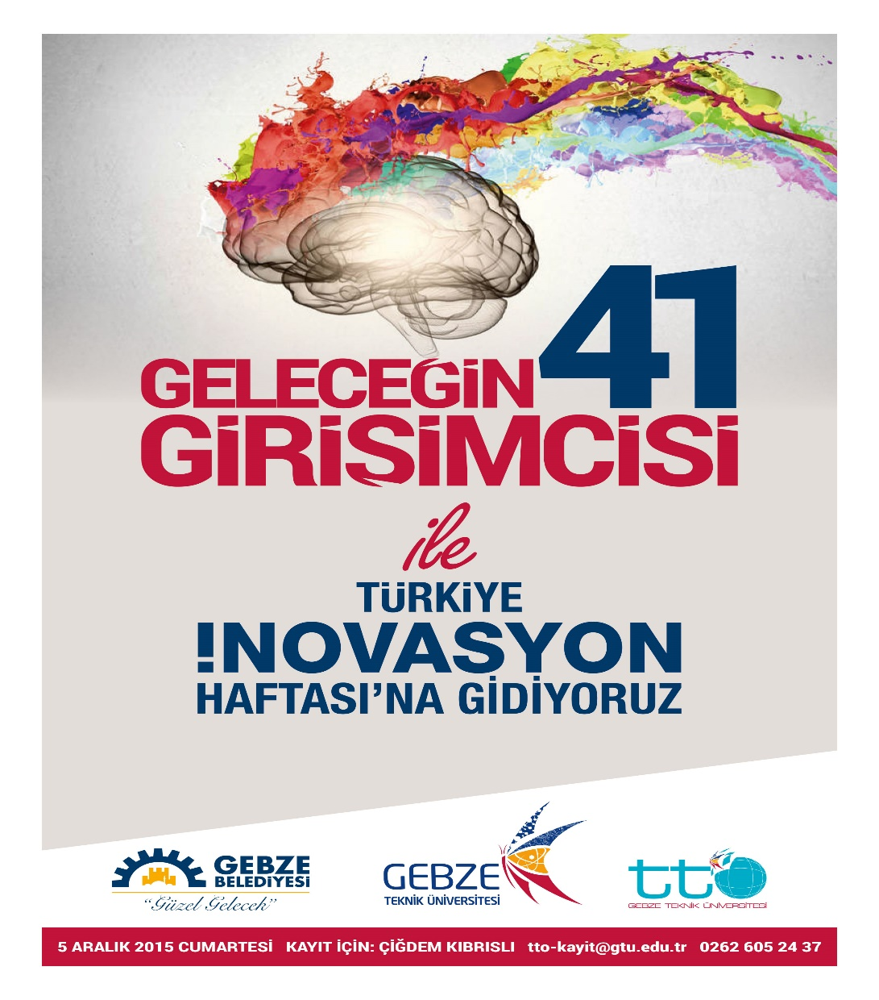 GELECEĞİN 41
GİRİŞİMCİSİ
ile
TÜRKİYE
!NOVASYON
HAFTASI'NA GİDİYORUZ
GEBZE
BELEDİYESİ
"Güzel Gelecek"
GEBZE
TEKNİK ÜNİVERSİTESİ
tto
GEBZE TEKNİK ÜNİVERSİTESİ
5 ARALIK 2015 CUMARTESİ KAYIT İÇİN: ÇİĞDEM KIBRISLI tto-kayit@gtu.edu.tr 0262 605 24 37